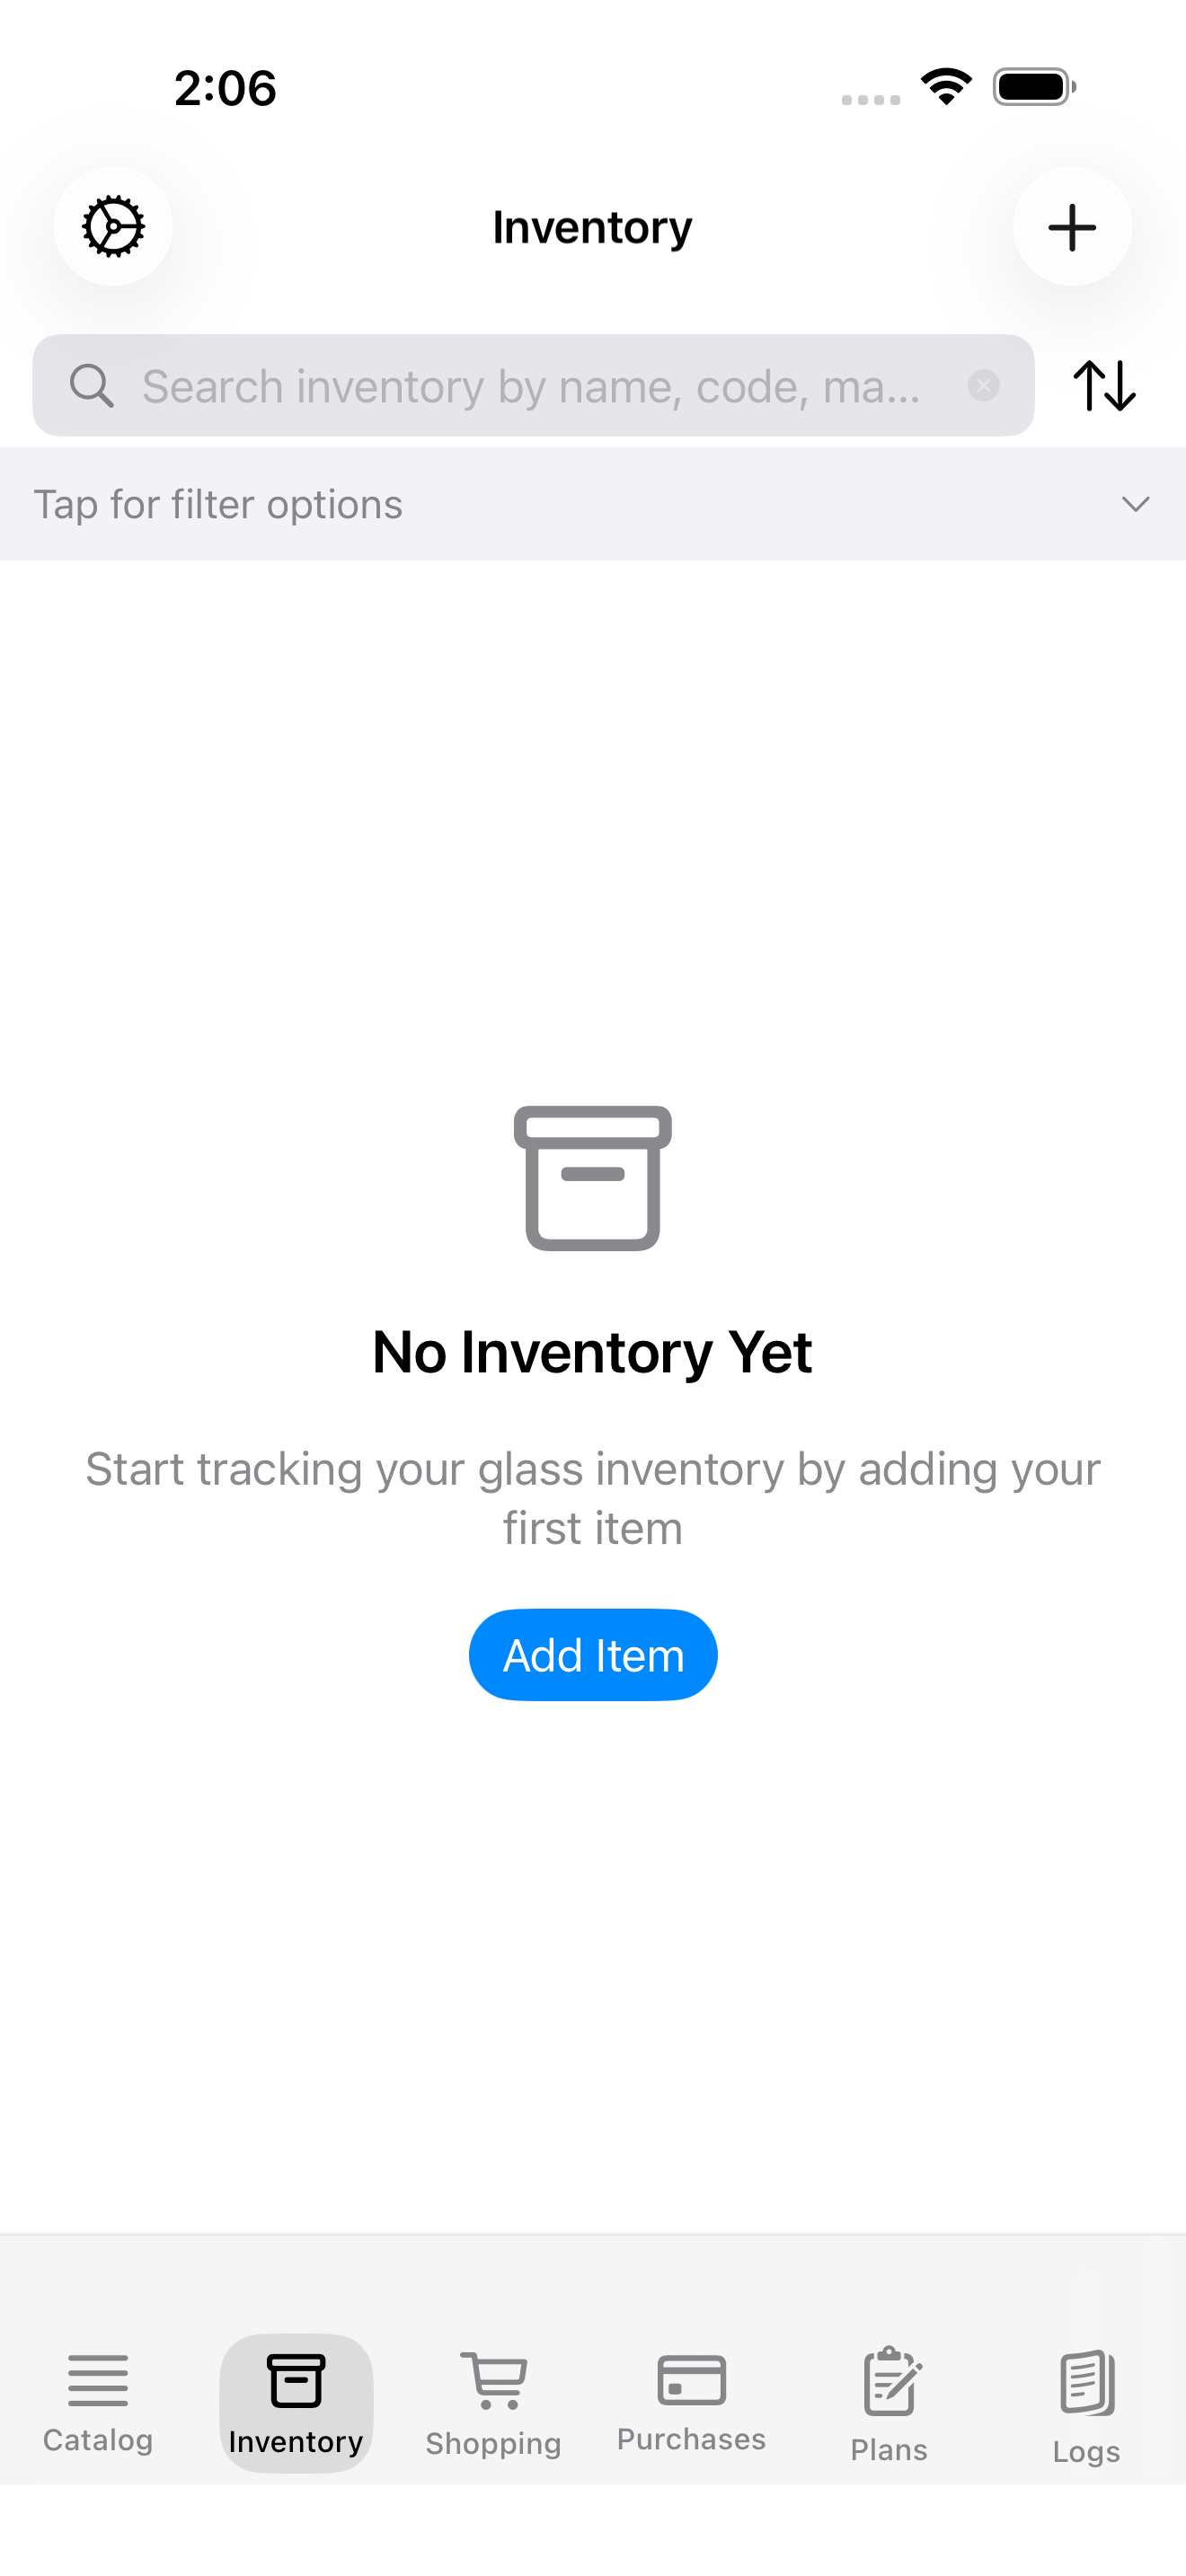 2:06
Inventory
Search inventory by name, code, ma...
Tap for filter options
No Inventory Yet
Start tracking your glass inventory by adding your
first item
Add Item
Catalog
Inventory
Shopping
Purchases
Plans
Logs